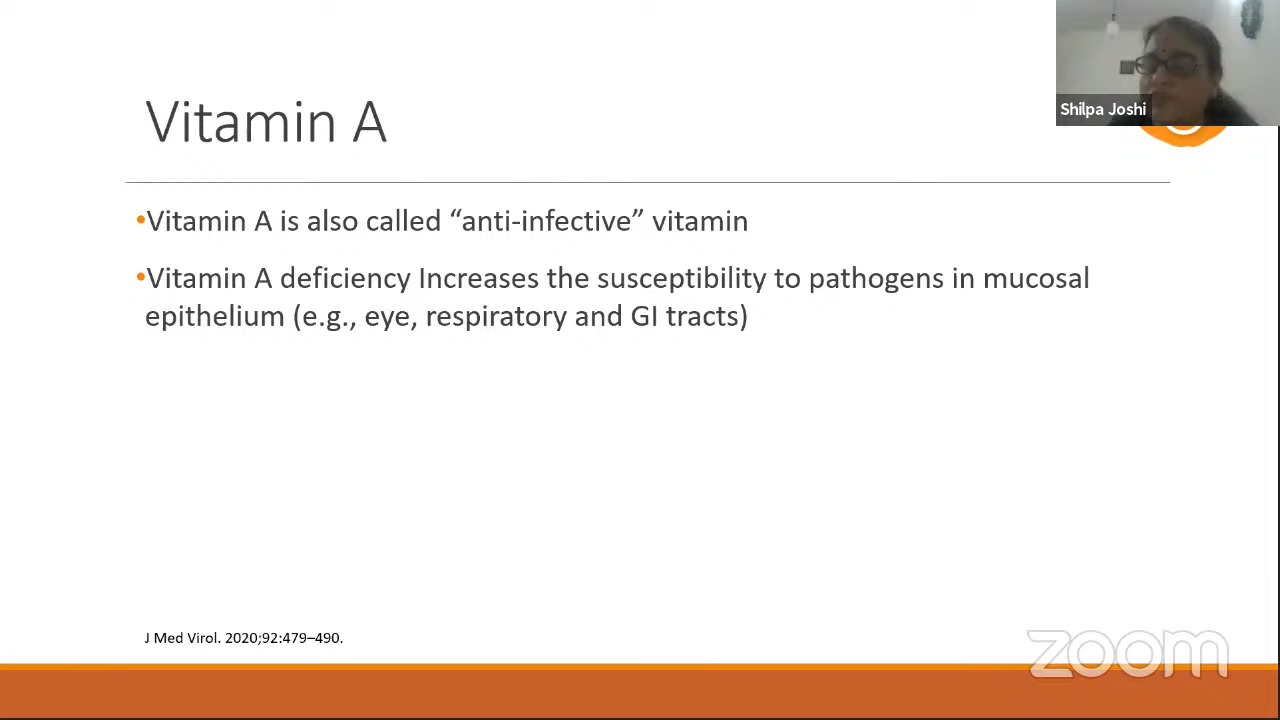 Shilpa Joshi
Vitamin A
•Vitamin A is also called “anti-infective” vitamin
•Vitamin A deficiency Increases the susceptibility to pathogens in mucosal
epithelium (e.g., eye, respiratory and GI tracts)
J Med Virol. 2020;92:479–490.
zoom